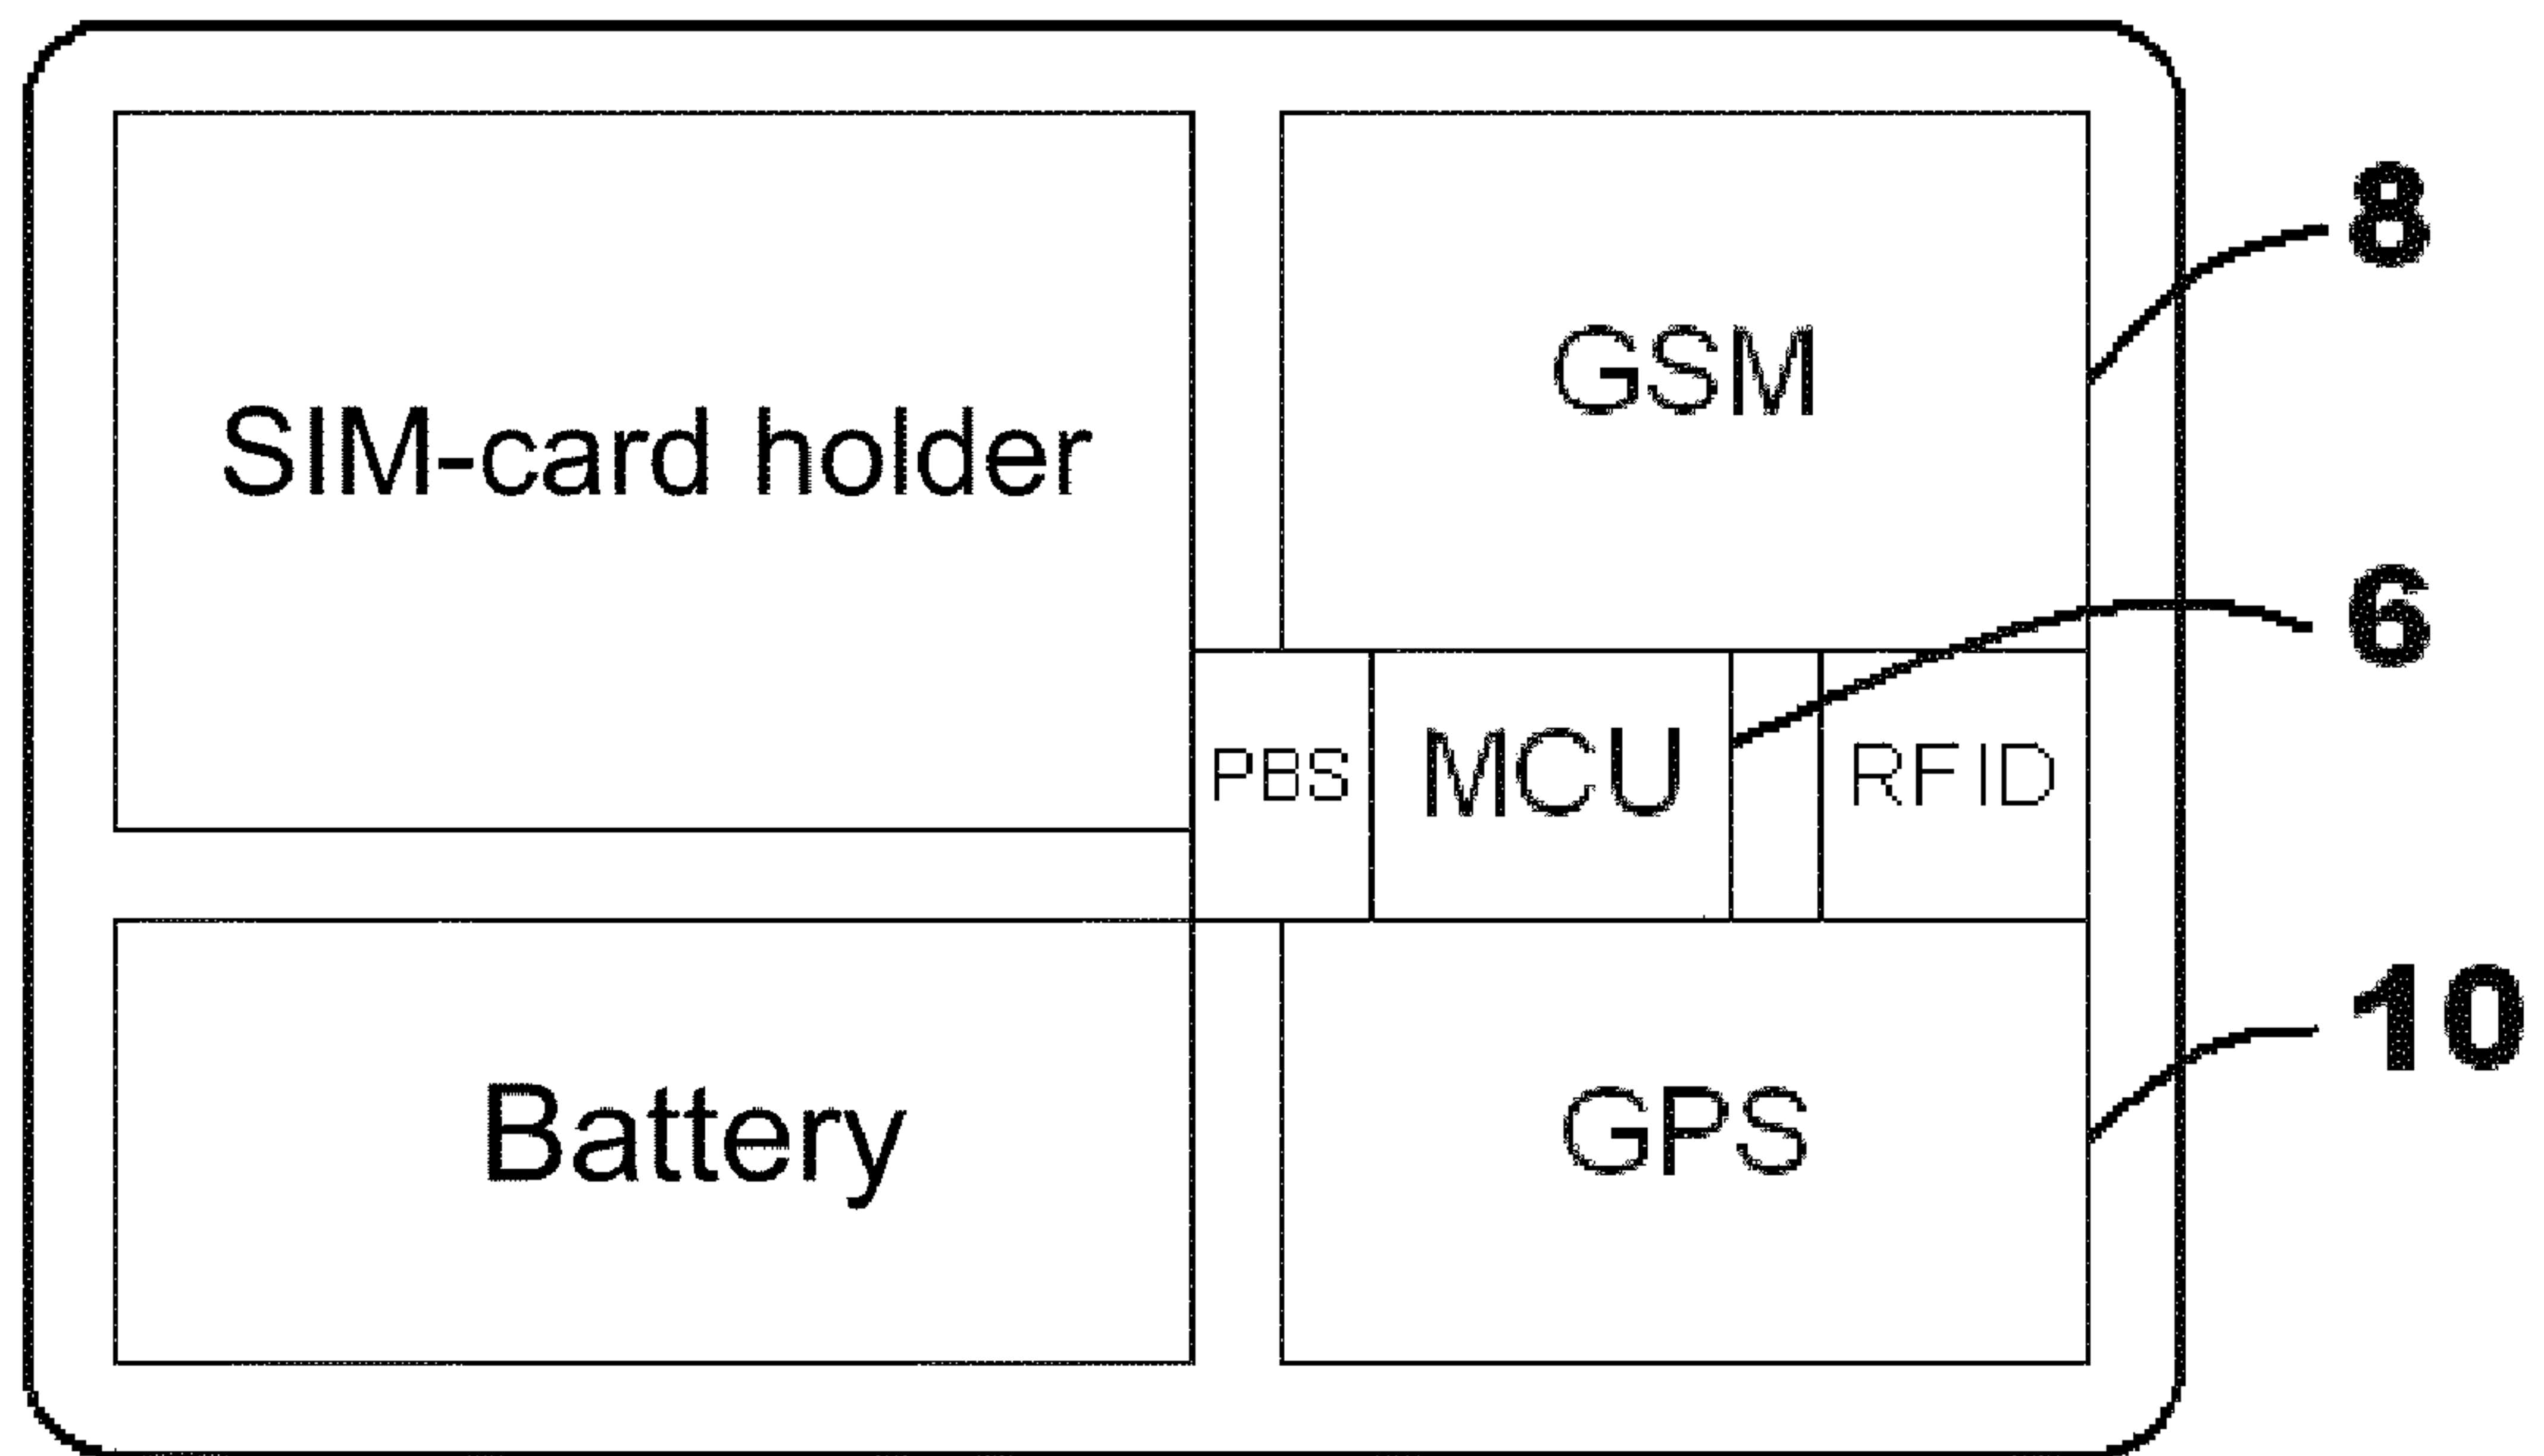 8
GSM
SIM-card holder
6
PBS MCU RFID
10
Battery GPS